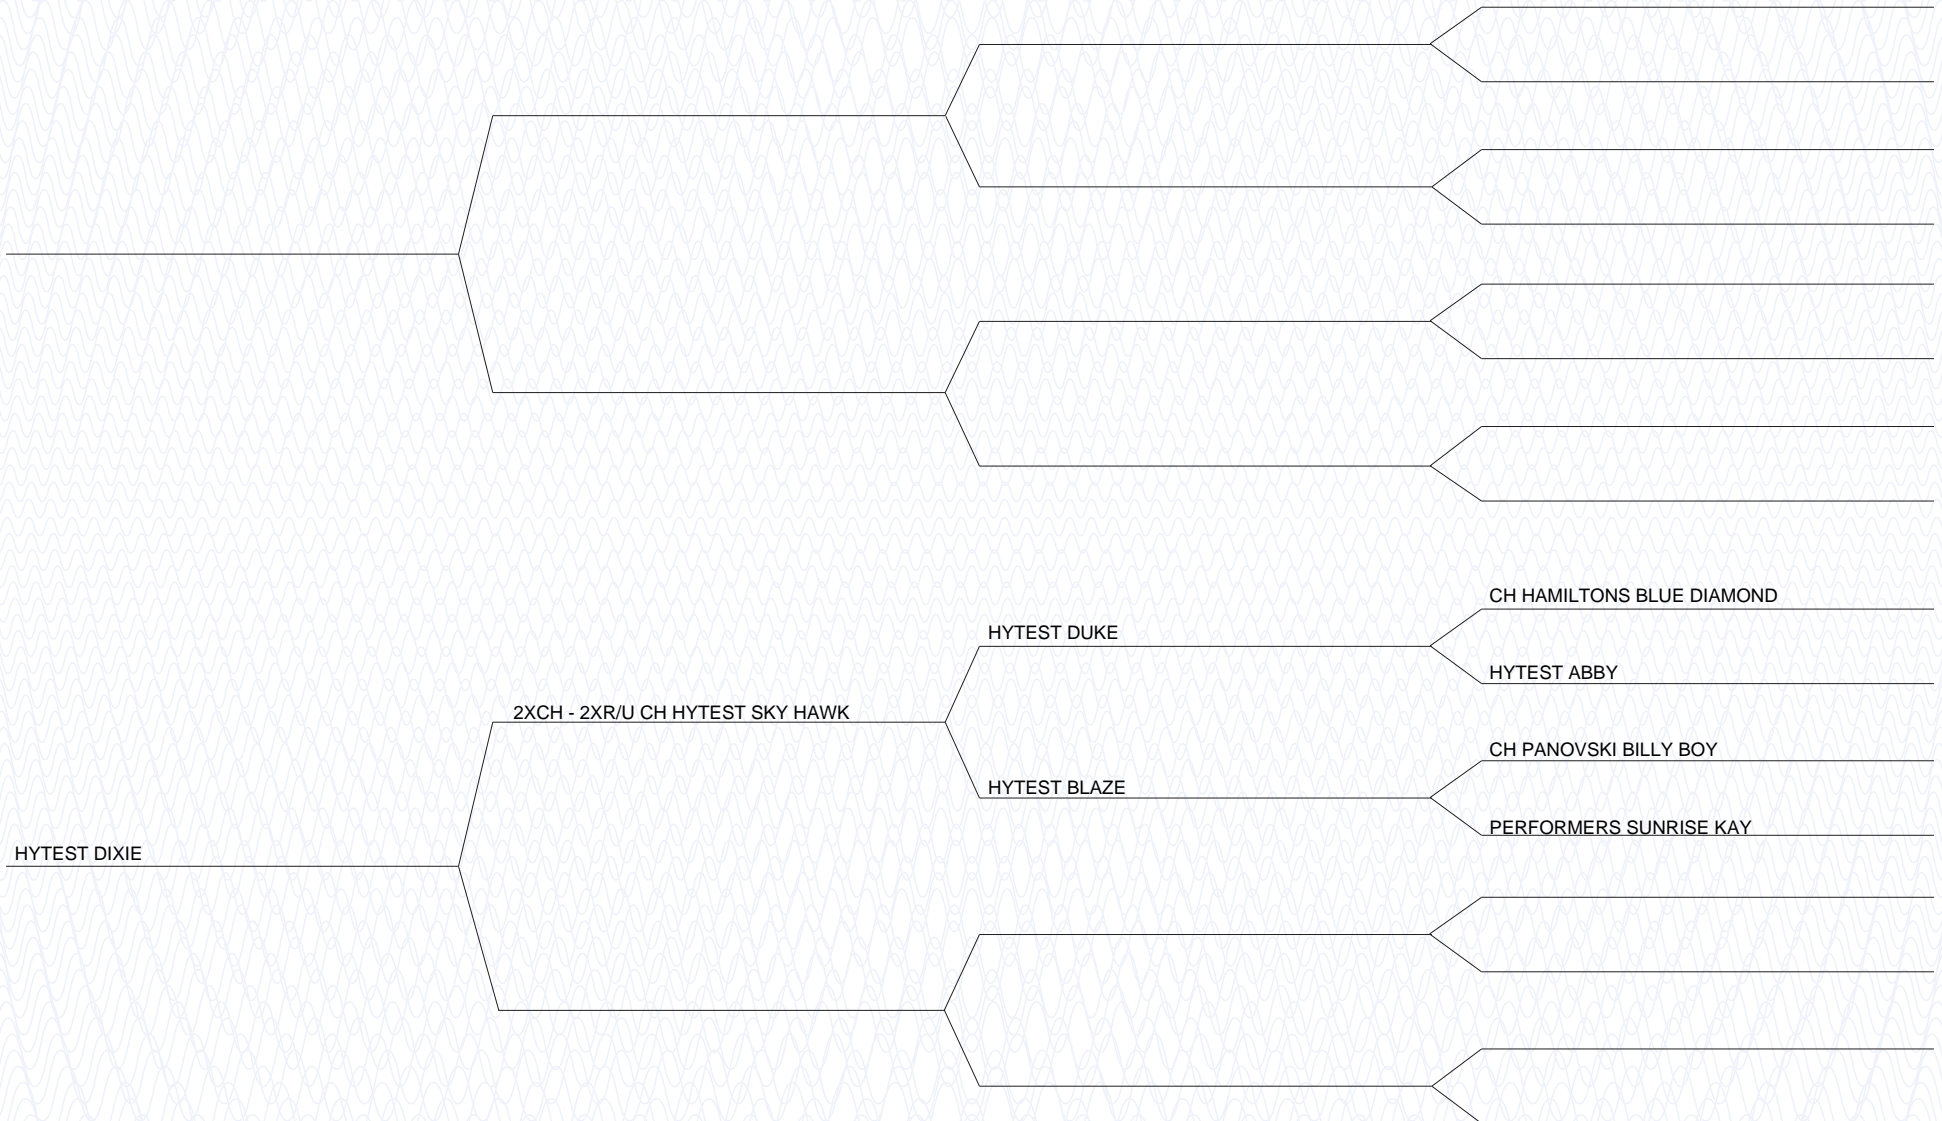 CH HAMILTONS BLUE DIAMOND
HYTEST DUKE
HYTEST ABBY
2XCH - 2XR/U CH HYTEST SKY HAWK
CH PANOVSKI BILLY BOY
HYTEST BLAZE
PERFORMERS SUNRISE KAY
HYTEST DIXIE